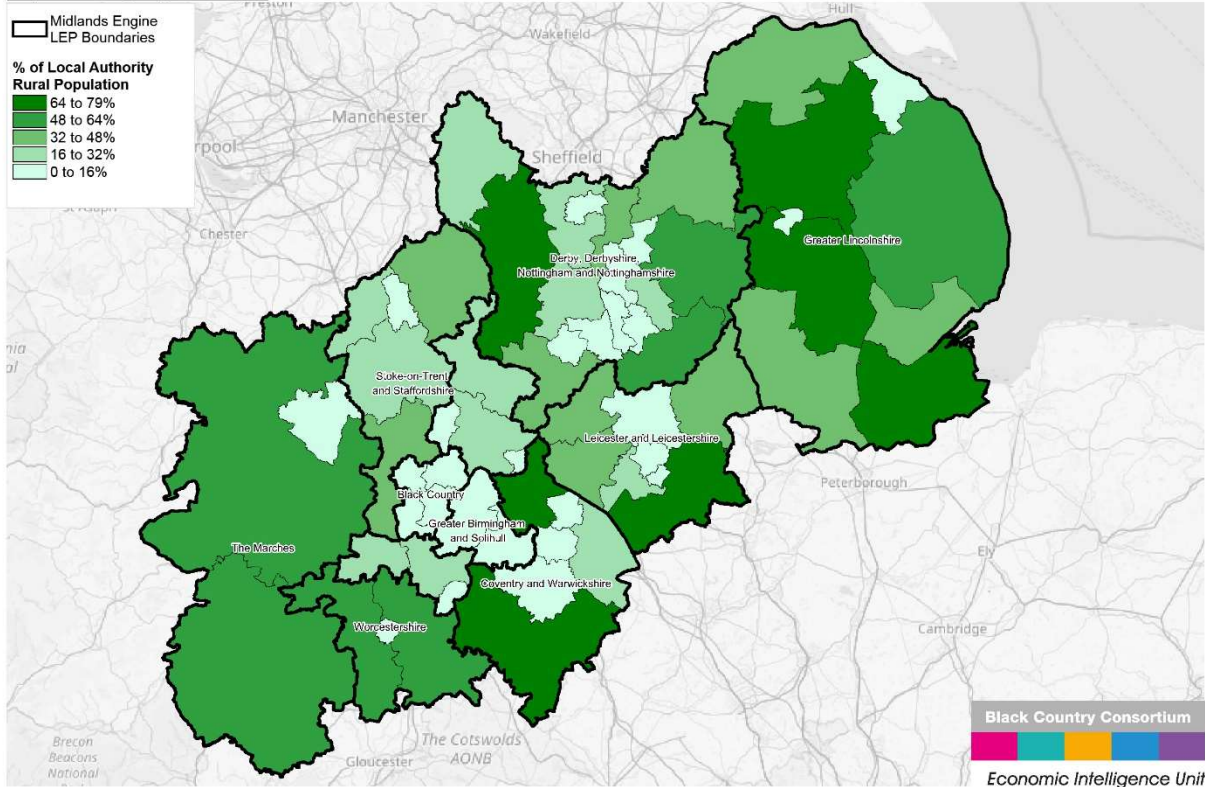 Midlands Engine
LEP Boundaries
% of Local Authority
Rural Population
64 to 79%
48 to 64%
32 to 48%
16 to 32%
0 to 16%
Preston
Hull
Wakefield
Manchester
Sheffield
Chester
Greater Lincolnshire
Derby, Derbyshire,
Nottingham and Nottinghamshire
Stoke-on-Trent
and Staffordshire
Leicester and Leicestershire
Peterborough
Black Country
Greater Birmingham
and Solihull
Ely
The Marches
Coventry and Warwickshire
Worcestershire
Cambridge
Black Country Consortium
Economic Intelligence Unit
The Cotswolds
AONB
Gloucester
Brecon
Beacons
National